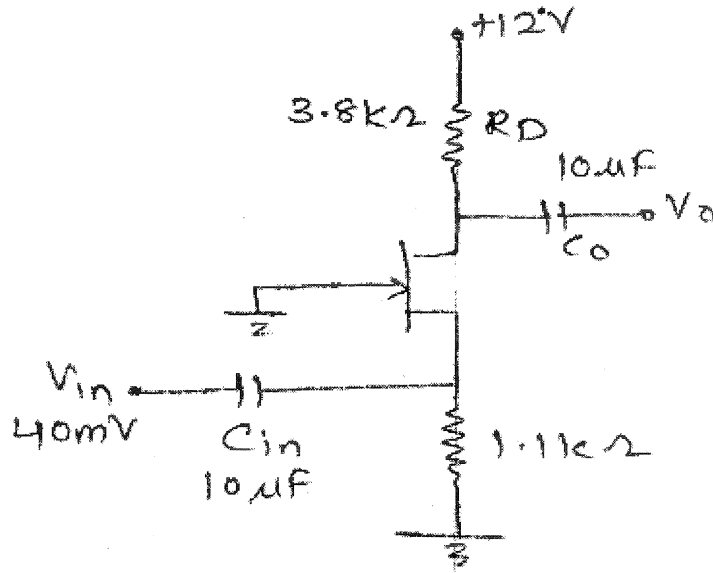 +12V
3.8kΩ RD
10μF
Vo
Co
Vin
40mV
Cin
10μF
1.1kΩ